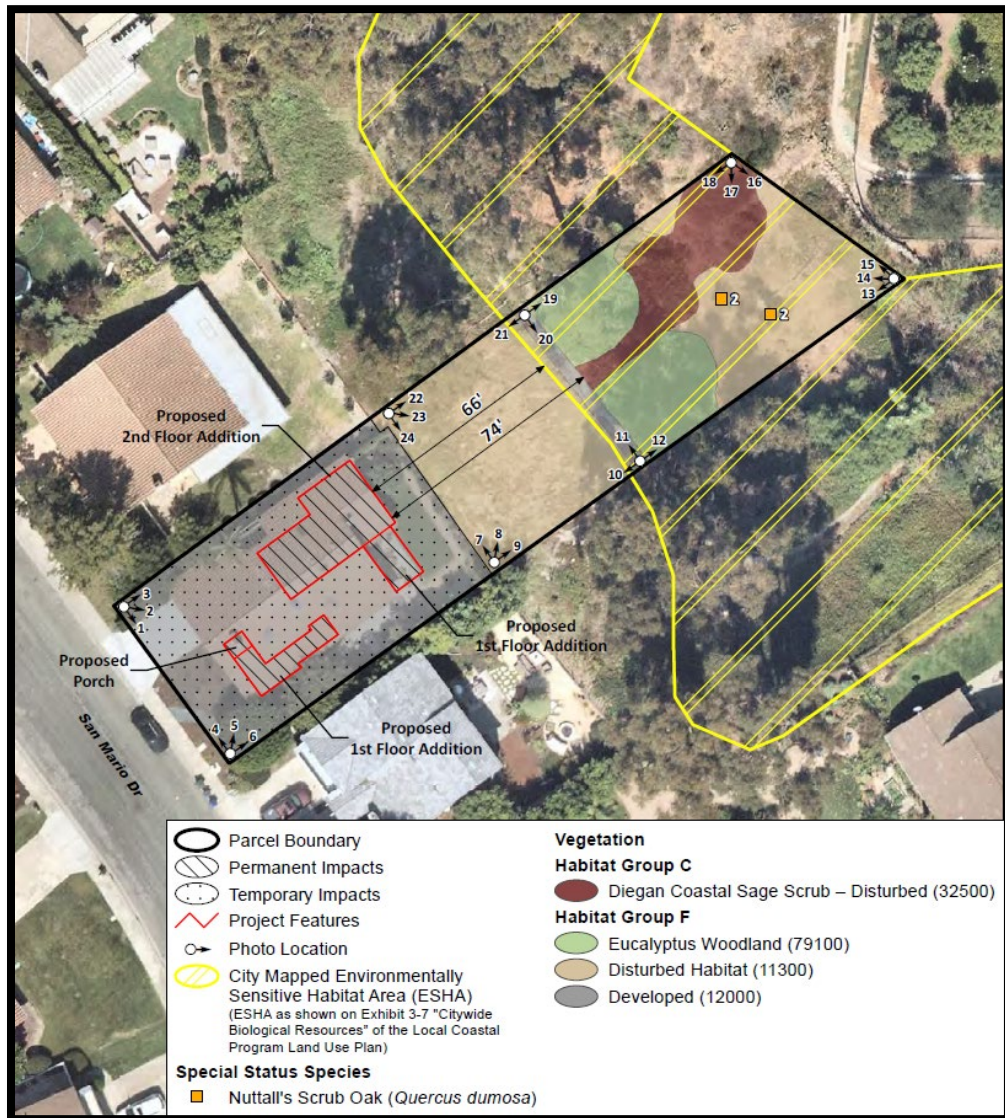 18
16
17
15
14
13
19
21
20
2
2
22
23
24
66'
74'
Proposed
2nd Floor Addition
11
12
10
8
7
9
3
2
1
Proposed
1st Floor Addition
Proposed
Porch
5
4
6
Proposed
1st Floor Addition
San Mario Dr
Parcel Boundary
Permanent Impacts
Temporary Impacts
Project Features
Photo Location
City Mapped Environmentally
Sensitive Habitat Area (ESHA)
(ESHA as shown on Exhibit 3-7 "Citywide
Biological Resources" of the Local Coastal
Program Land Use Plan)
Special Status Species
Nuttall's Scrub Oak (Quercus dumosa)
Vegetation
Habitat Group C
Diegan Coastal Sage Scrub – Disturbed (32500)
Habitat Group F
Eucalyptus Woodland (79100)
Disturbed Habitat (11300)
Developed (12000)